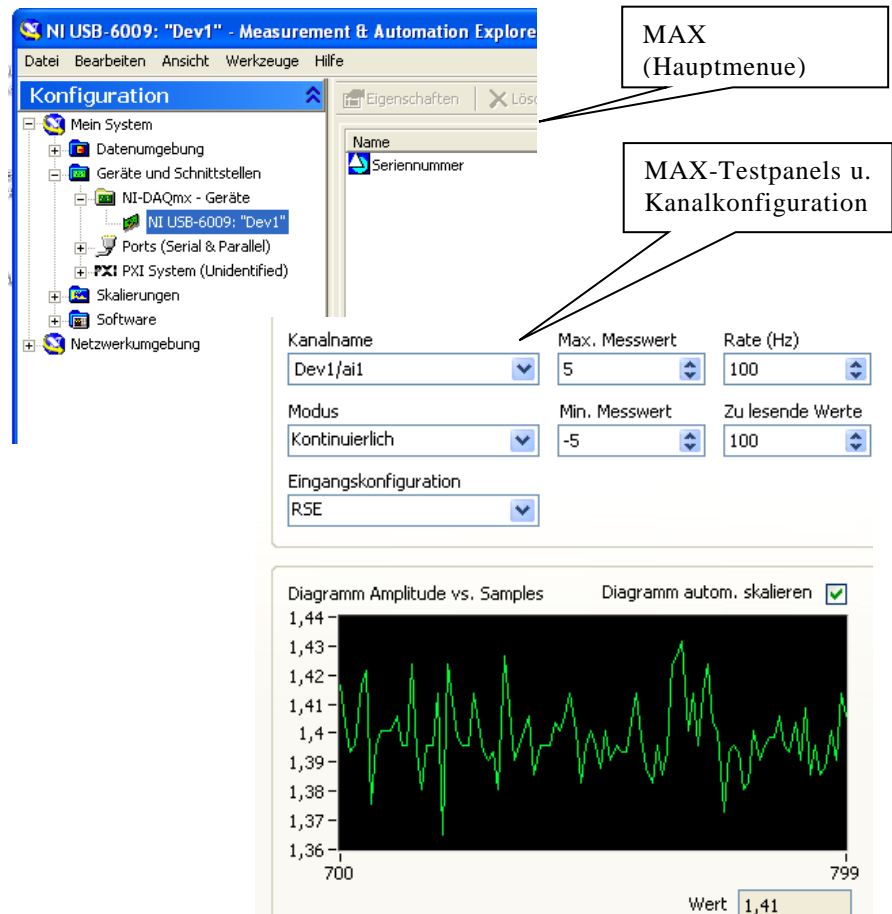 NI USB-6009: "Dev1" - Measurement & Automation Explore
MAX
(Hauptmenue)
Datei Bearbeiten Ansicht Werkzeuge Hilfe
Konfiguration
Eigenschaften Lösc
Mein System
Datenumgebung
Geräte und Schnittstellen
NI-DAQmx - Geräte
NI USB-6009: "Dev1"
Ports (Serial & Parallel)
PXI PXI System (Unidentified)
Skalierungen
Software
Netzwerkumgebung
Name
Seriennummer
MAX-Testpanels u.
Kanalkonfiguration
Kanalname Max. Messwert Rate (Hz)
Dev1/ai1 5 100
Modus Min. Messwert Zu lesende Werte
Kontinuierlich -5 100
Eingangskonfiguration
RSE
Diagramm Amplitude vs. Samples Diagramm autom. skalieren
1,44
1,43
1,42
1,41
1,4
1,39
1,38
1,37
1,36
700 799
Wert 1,41